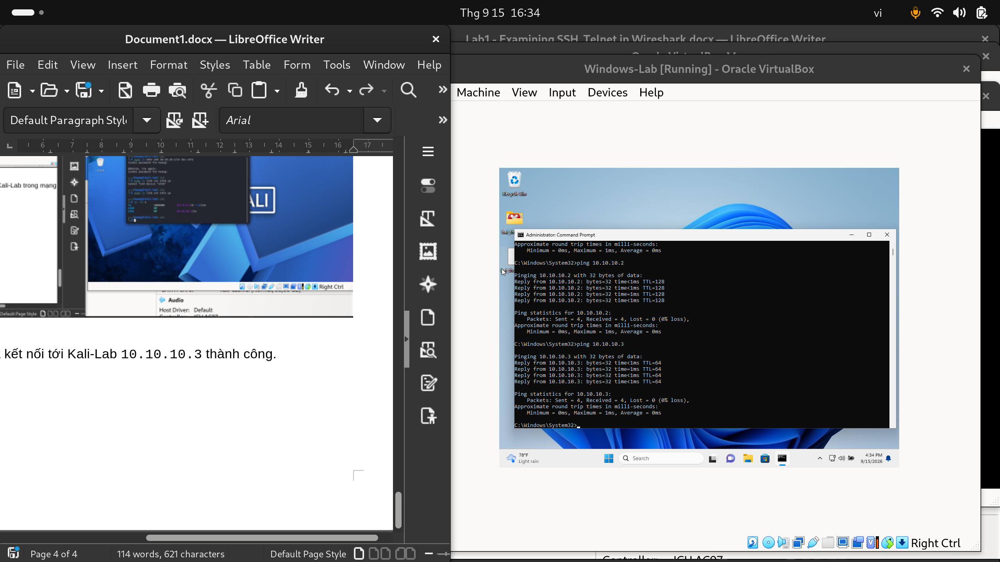 Thg 9 15 16:34
vi
Document1.docx — LibreOffice Writer
File Edit View Insert Format Styles Table Form Tools Window Help
Default Paragraph Style
Arial
6 7 8 9 10 11 12 13 14 15 16 17
Kali-Lab trong mạng
Default Page Style
Right Ctrl
Audio
Host Driver: Default
kết nối tới Kali-Lab 10.10.10.3 thành công.
Page 4 of 4
114 words, 621 characters
Default Page Style
Lab1 - Examining SSH, Telnet in Wireshark.docx — LibreOffice Writer
Windows-Lab [Running] - Oracle VirtualBox
Machine View Input Devices Help
Recycle Bin
Administrator: Command Prompt
Approximate round trip times in milli-seconds:
Minimum = 0ms, Maximum = 1ms, Average = 0ms
C:\Windows\System32>ping 10.10.10.2
Pinging 10.10.10.2 with 32 bytes of data:
Reply from 10.10.10.2: bytes=32 time<1ms TTL=128
Reply from 10.10.10.2: bytes=32 time<1ms TTL=128
Reply from 10.10.10.2: bytes=32 time=1ms TTL=128
Reply from 10.10.10.2: bytes=32 time<1ms TTL=128
Ping statistics for 10.10.10.2:
Packets: Sent = 4, Received = 4, Lost = 0 (0% loss),
Approximate round trip times in milli-seconds:
Minimum = 0ms, Maximum = 1ms, Average = 0ms
C:\Windows\System32>ping 10.10.10.3
Pinging 10.10.10.3 with 32 bytes of data:
Reply from 10.10.10.3: bytes=32 time<1ms TTL=64
Reply from 10.10.10.3: bytes=32 time=1ms TTL=64
Reply from 10.10.10.3: bytes=32 time<1ms TTL=64
Reply from 10.10.10.3: bytes=32 time<1ms TTL=64
Ping statistics for 10.10.10.3:
Packets: Sent = 4, Received = 4, Lost = 0 (0% loss),
Approximate round trip times in milli-seconds:
Minimum = 0ms, Maximum = 1ms, Average = 0ms
C:\Windows\System32>
78°F
Light rain
Search
4:34 PM
9/15/2026
Right Ctrl